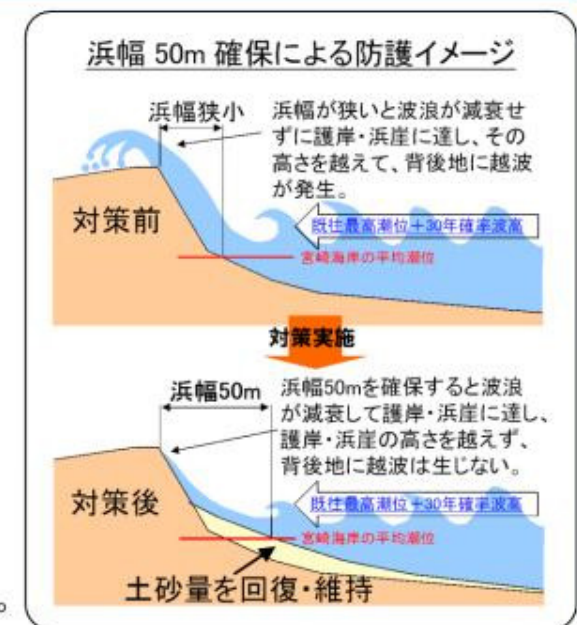 浜幅 50m 確保による防護イメージ
浜幅狭小
浜幅が狭いと波浪が減衰せ
ずに護岸・浜崖に達し、その
高さを越えて、背後地に越波
が発生。
対策前
既往最高潮位+30年確率波高
宮崎海岸の平均潮位
対策実施
浜幅50m
浜幅50mを確保すると波浪
が減衰して護岸・浜崖に達し、
護岸・浜崖の高さを越えず、
背後地に越波は生じない。
対策後
既往最高潮位+30年確率波高
宮崎海岸の平均潮位
土砂量を回復・維持
。